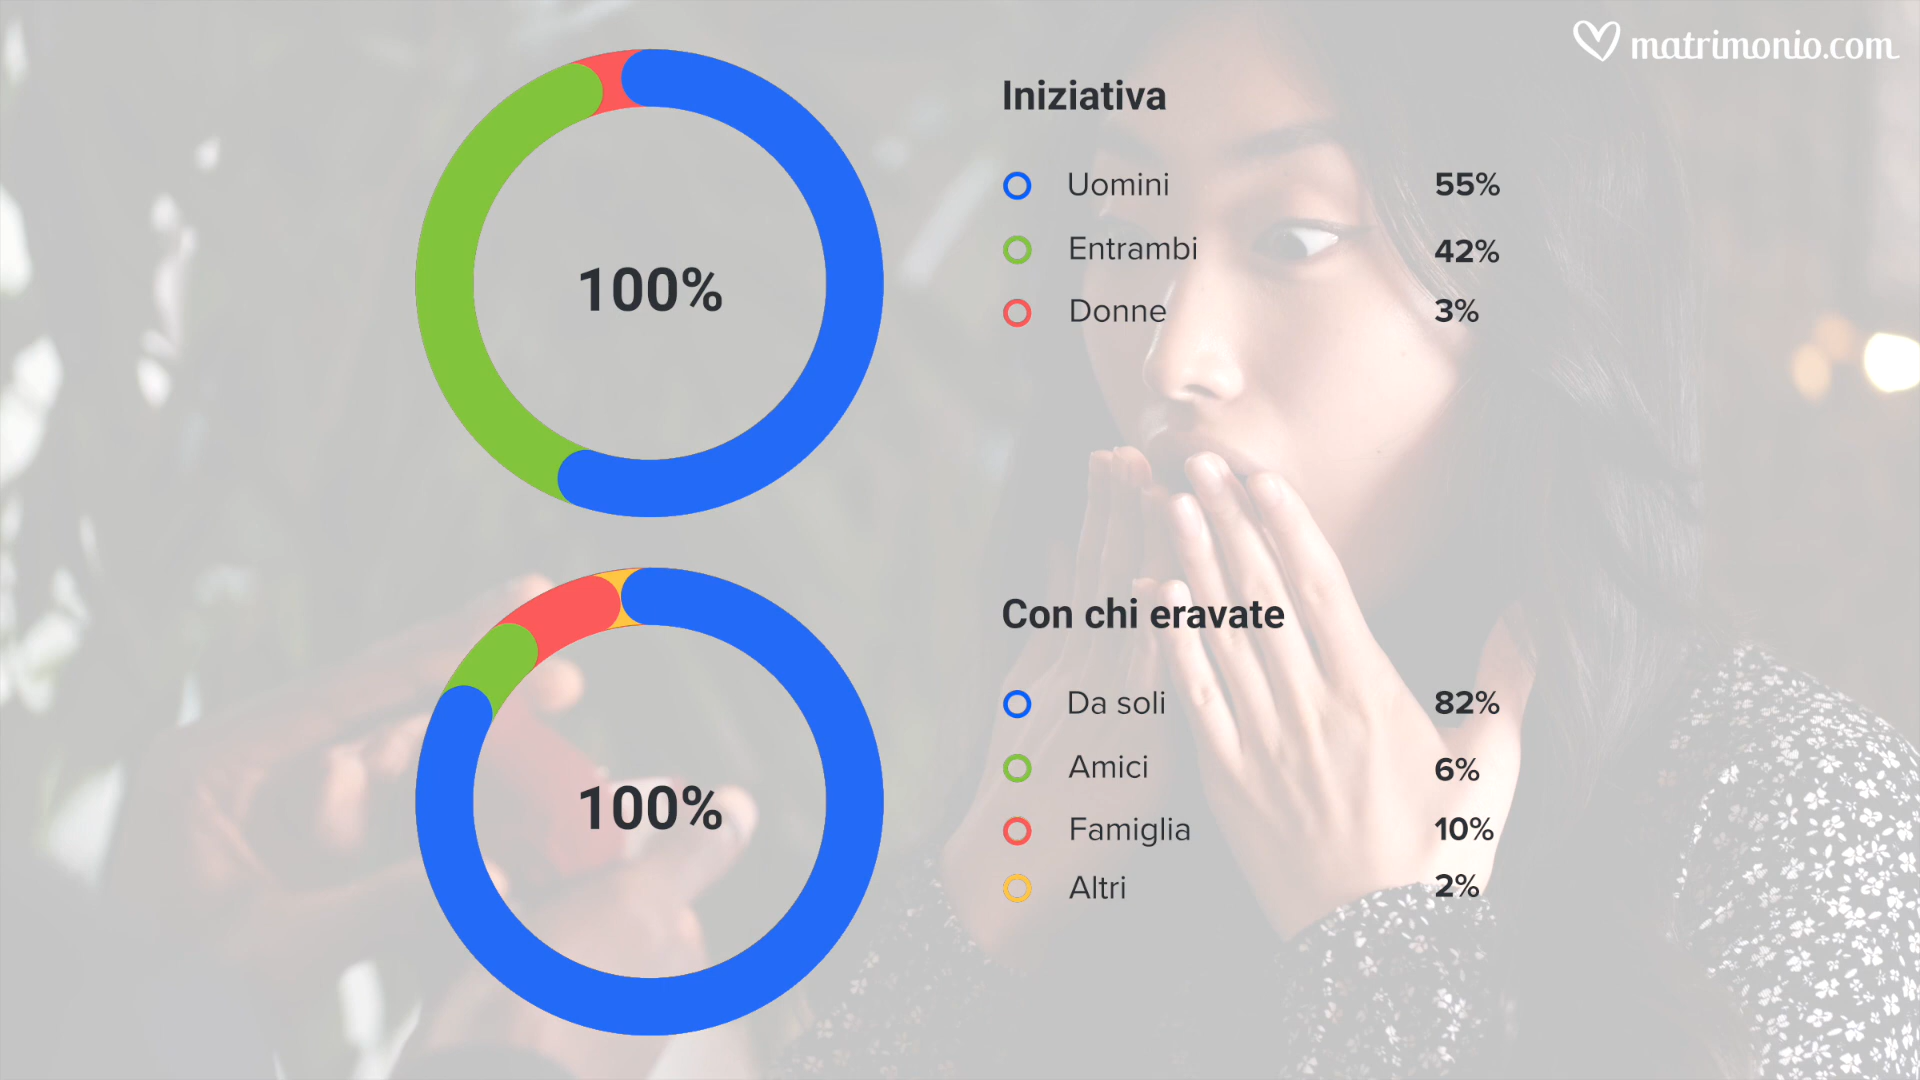 matrimonio.com
Iniziativa
Uomini 55%
Entrambi 42%
Donne 3%
100%
Con chi eravate
Da soli 82%
Amici 6%
Famiglia 10%
Altri 2%
100%